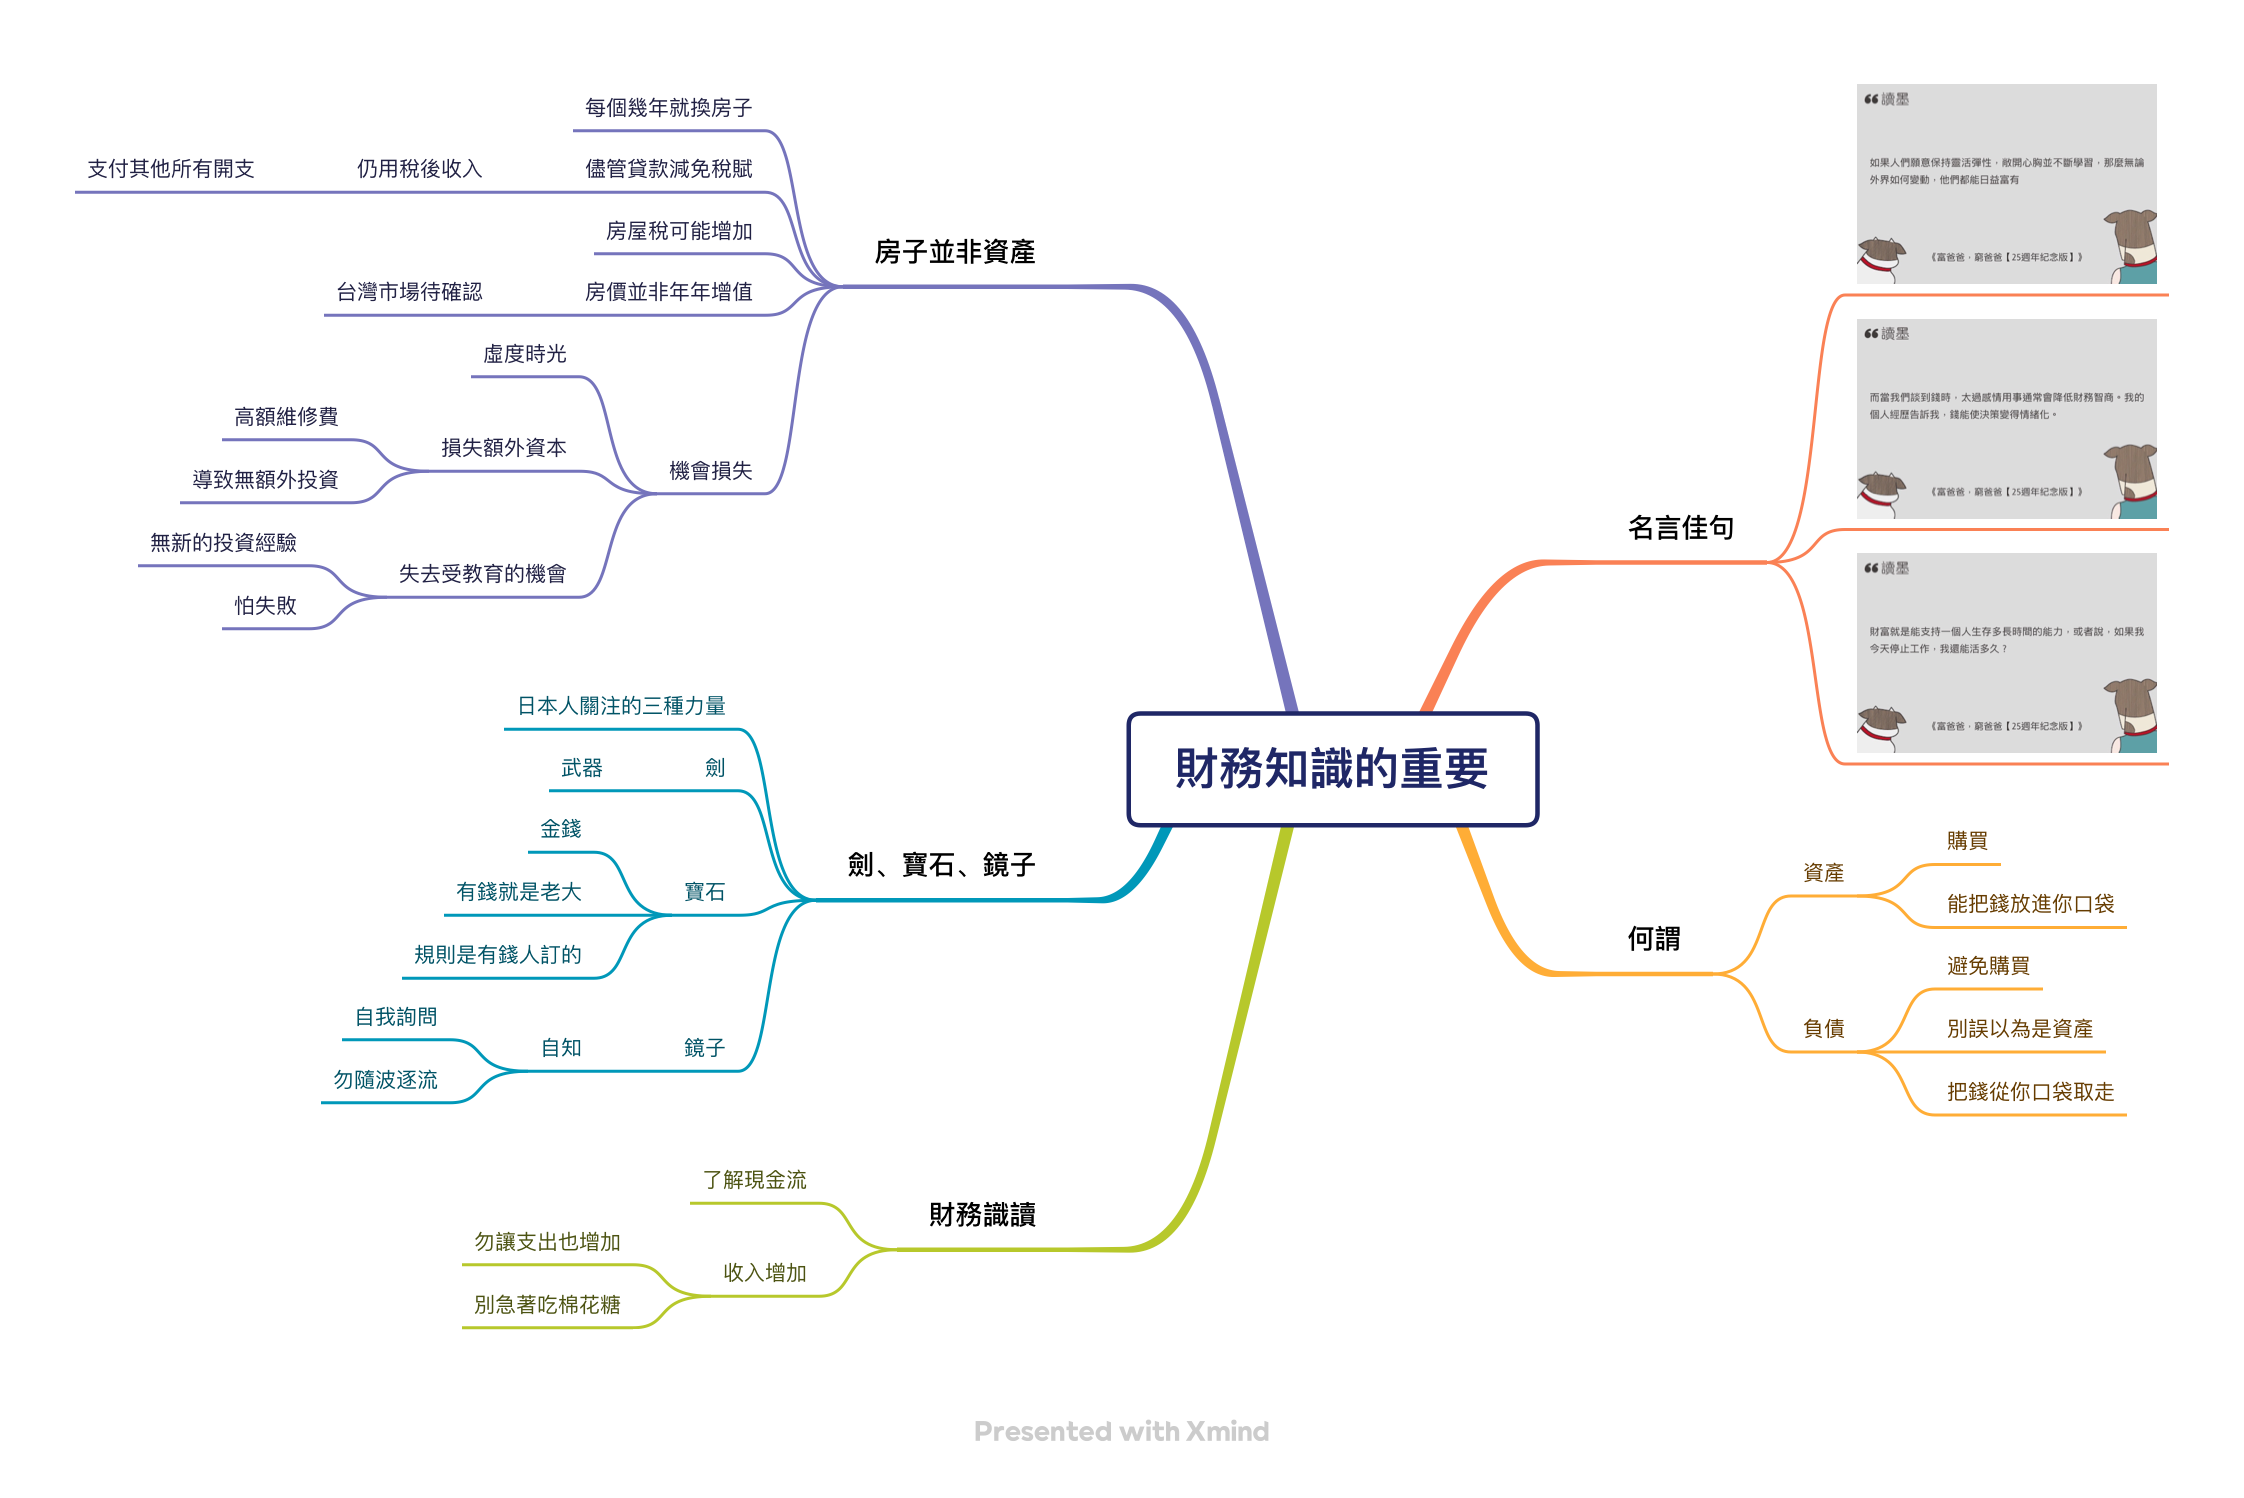 財務知識的重要
名言佳句
讀墨
如果人們願意保持靈活彈性，敞開心胸並不斷學習，那麼無論
外界如何變動，他們都能日益富有
《富爸爸，窮爸爸【25週年紀念版】》
讀墨
而當我們談到錢時，太過感情用事通常會降低財務智商。我的
個人經歷告訴我，錢能使決策變得情緒化。
《富爸爸，窮爸爸【25週年紀念版】》
讀墨
財富就是能支持一個人生存多長時間的能力，或者說，如果我
今天停止工作，我還能活多久？
《富爸爸，窮爸爸【25週年紀念版】》
何謂
資產
購買
能把錢放進你口袋
負債
避免購買
別誤以為是資產
把錢從你口袋取走
財務識讀
了解現金流
收入增加
勿讓支出也增加
別急著吃棉花糖
劍、寶石、鏡子
日本人關注的三種力量
劍
武器
寶石
金錢
有錢就是老大
規則是有錢人訂的
鏡子
自知
自我詢問
勿隨波逐流
房子並非資產
每個幾年就換房子
儘管貸款減免稅賦
仍用稅後收入
支付其他所有開支
房屋稅可能增加
房價並非年年增值
台灣市場待確認
機會損失
虛度時光
損失額外資本
高額維修費
導致無額外投資
失去受教育的機會
無新的投資經驗
怕失敗
Presented with Xmind